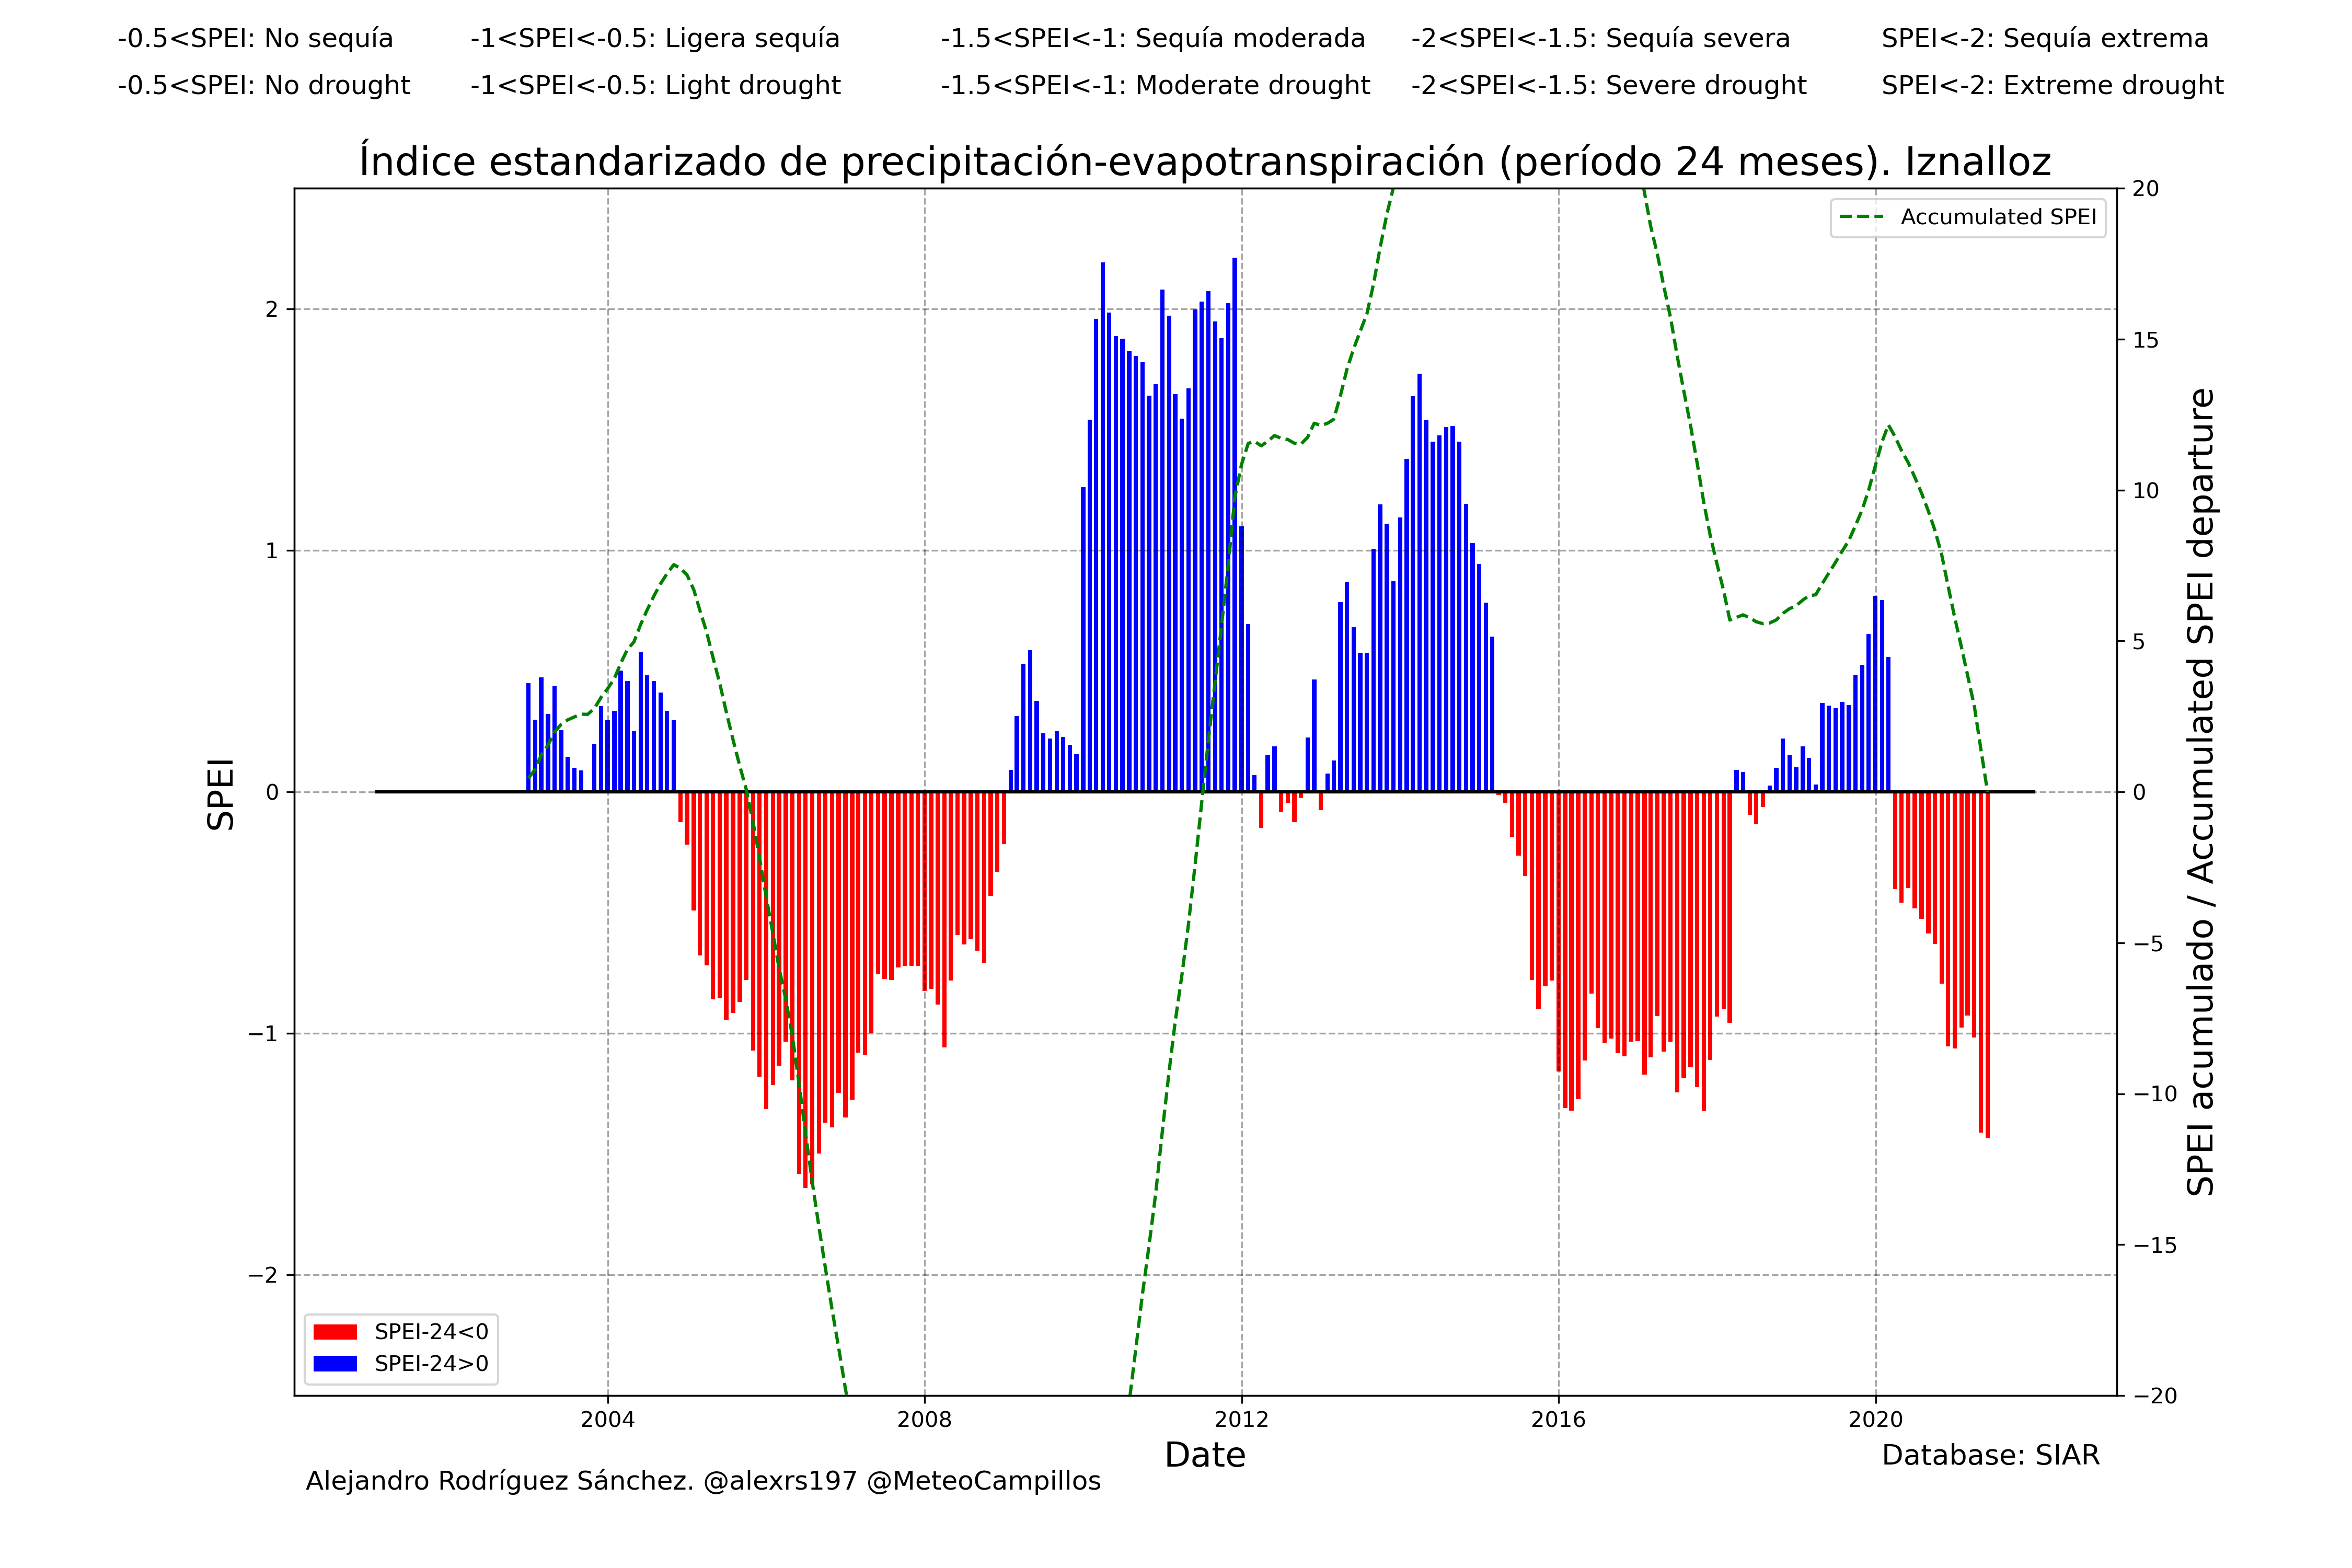 -0.5<SPEI: No sequía -1<SPEI<-0.5: Ligera sequía -1.5<SPEI<-1: Sequía moderada -2<SPEI<-1.5: Sequía severa SPEI<-2: Sequía extrema
-0.5<SPEI: No drought -1<SPEI<-0.5: Light drought -1.5<SPEI<-1: Moderate drought -2<SPEI<-1.5: Severe drought SPEI<-2: Extreme drought
Índice estandarizado de precipitación-evapotranspiración (período 24 meses). Iznalloz
Accumulated SPEI
SPEI
2
1
0
−1
−2
20
15
10
5
0
−5
−10
−15
−20
SPEI acumulado / Accumulated SPEI departure
SPEI-24<0
SPEI-24>0
2004 2008 2012 2016 2020
Date
Database: SIAR
Alejandro Rodríguez Sánchez. @alexrs197 @MeteoCampillos